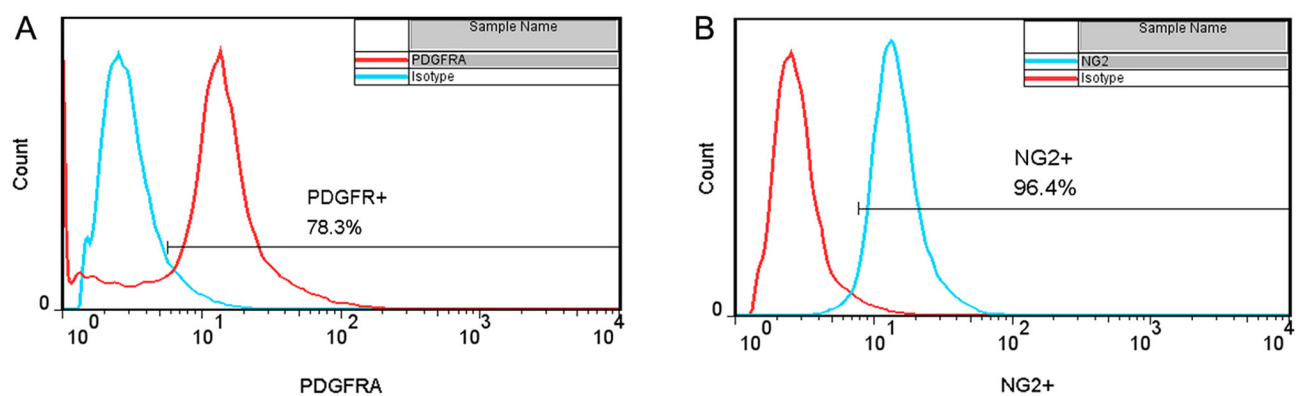 A
Sample Name
PDGFRA
Isotype
Count
PDGFR+
78.3%
0
10 0
10 1
10 2
10 3
10 4
PDGFRA
B
Sample Name
NG2
Isotype
Count
NG2+
96.4%
0
10 0
10 1
10 2
10 3
10 4
NG2+